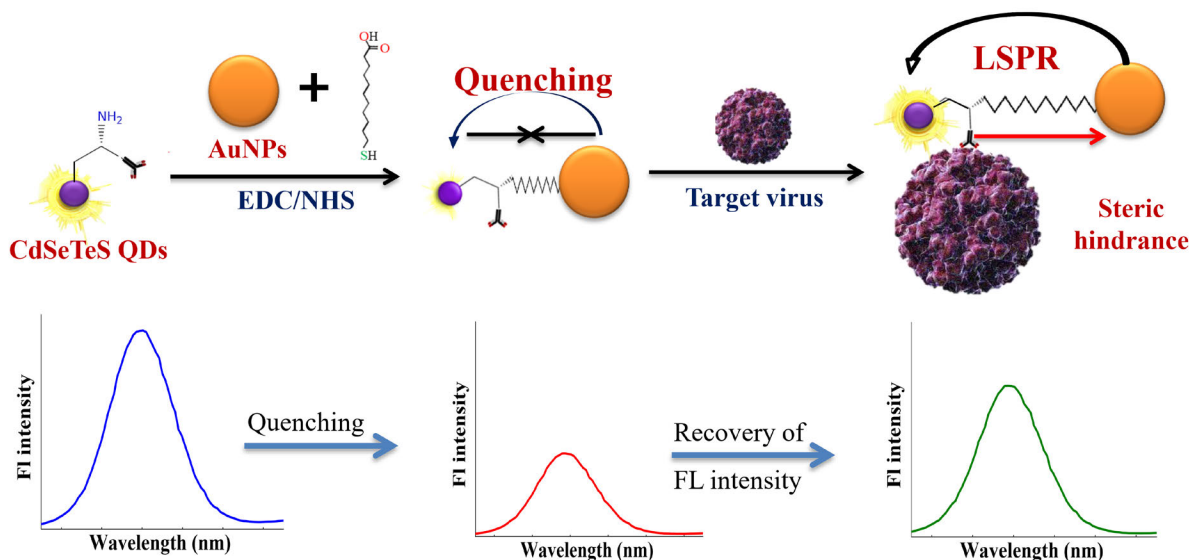 NH₂
CdSeTeS QDs
AuNPs
+
OH
O
SH
EDC/NHS
Quenching
Target virus
LSPR
Steric
hindrance
Fl intensity
Wavelength (nm)
Quenching
Fl intensity
Wavelength (nm)
Recovery of
FL intensity
Fl intensity
Wavelength (nm)